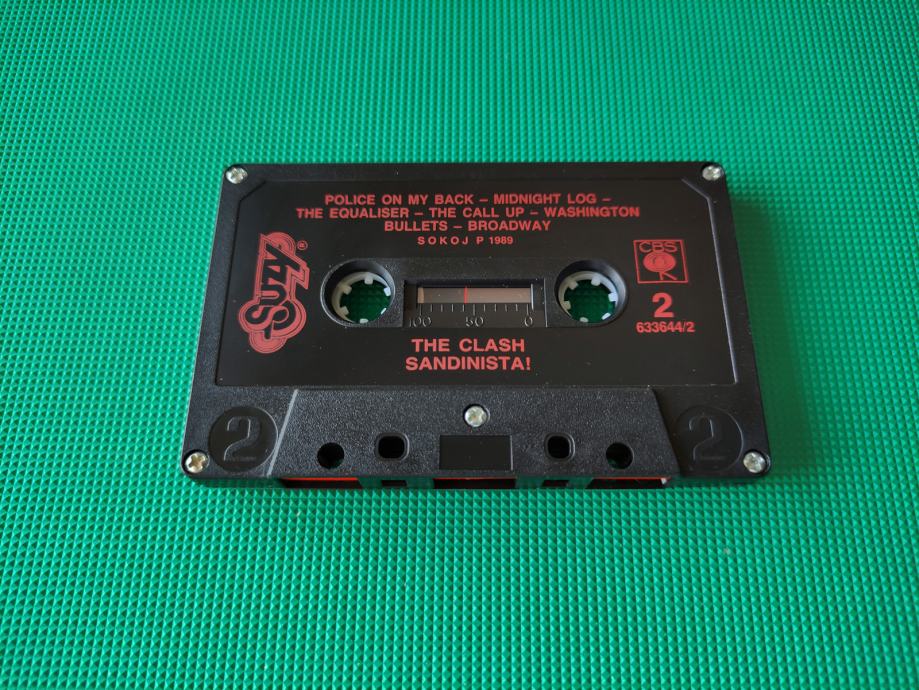 POLICE ON MY BACK – MIDNIGHT LOG –
THE EQUALISER – THE CALL UP – WASHINGTON
BULLETS – BROADWAY
SOKOJ P 1989
SUZY®
CBS
R
2
633644/2
100 50 0
THE CLASH
SANDINISTA!
2
2